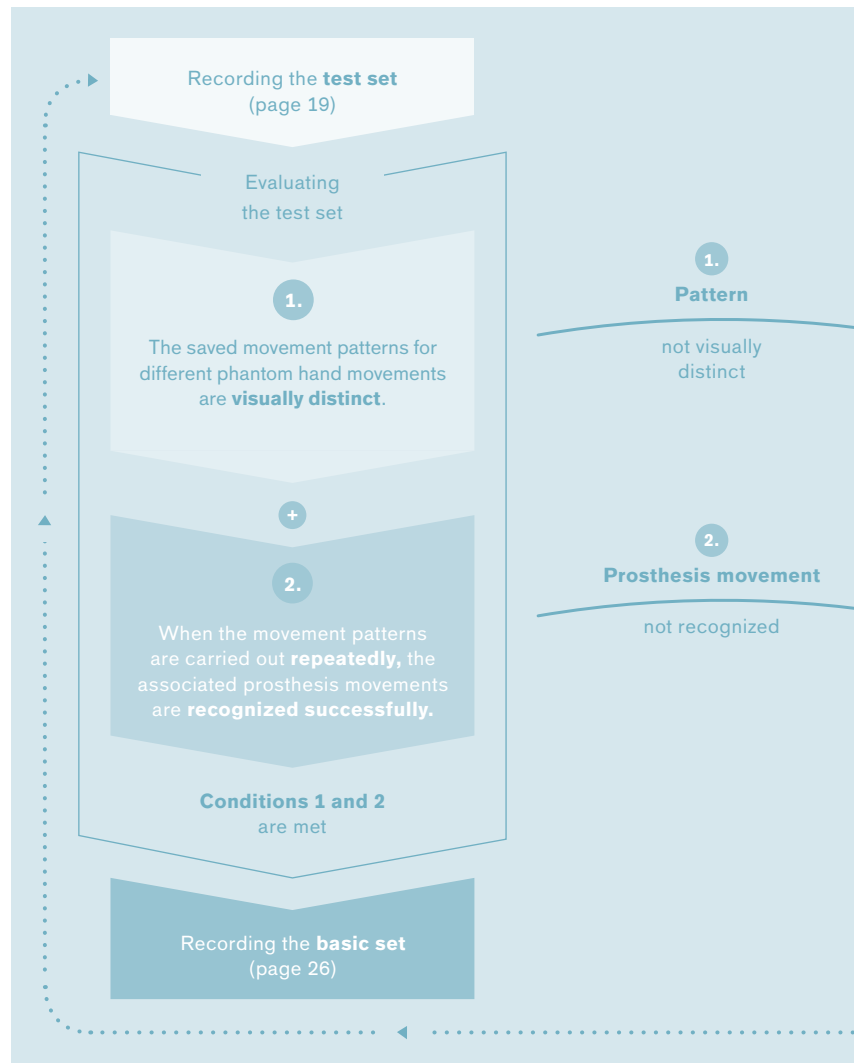 Recording the test set
(page 19)
Evaluating
the test set
1.
The saved movement patterns for
different phantom hand movements
are visually distinct.
+
2.
When the movement patterns
are carried out repeatedly, the
associated prosthesis movements
are recognized successfully.
Conditions 1 and 2
are met
Recording the basic set
(page 26)
1.
Pattern
not visually
distinct
2.
Prosthesis movement
not recognized